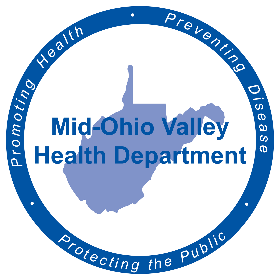 Promoting Health
Preventing Disease
Mid-Ohio Valley
Health Department
Protecting the Public